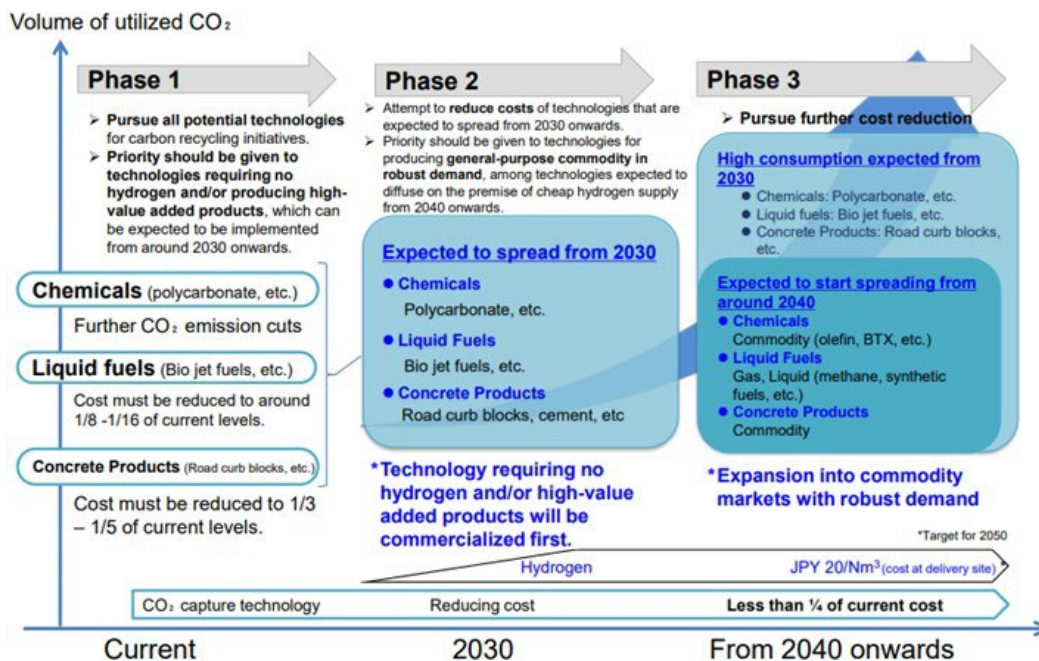 Volume of utilized CO₂
Phase 1
➢ Pursue all potential technologies
for carbon recycling initiatives.
➢ Priority should be given to
technologies requiring no
hydrogen and/or producing high-
value added products, which can
be expected to be implemented
from around 2030 onwards.
Chemicals (polycarbonate, etc.)
Further CO₂ emission cuts
Liquid fuels (Bio jet fuels, etc.)
Cost must be reduced to around
1/8 -1/16 of current levels.
Concrete Products (Road curb blocks, etc.)
Cost must be reduced to 1/3
– 1/5 of current levels.
Phase 2
➢ Attempt to reduce costs of technologies that are
expected to spread from 2030 onwards.
➢ Priority should be given to technologies for
producing general-purpose commodity in
robust demand, among technologies expected to
diffuse on the premise of cheap hydrogen supply
from 2040 onwards.
Expected to spread from 2030
● Chemicals
Polycarbonate, etc.
● Liquid Fuels
Bio jet fuels, etc.
● Concrete Products
Road curb blocks, cement, etc
*Technology requiring no
hydrogen and/or high-value
added products will be
commercialized first.
Phase 3
➢ Pursue further cost reduction
High consumption expected from
2030
● Chemicals: Polycarbonate, etc.
● Liquid fuels: Bio jet fuels, etc.
● Concrete Products: Road curb blocks,
etc.
Expected to start spreading from
around 2040
● Chemicals
Commodity (olefin, BTX, etc.)
● Liquid Fuels
Gas, Liquid (methane, synthetic
fuels, etc.)
● Concrete Products
Commodity
*Expansion into commodity
markets with robust demand
*Target for 2050
Hydrogen JPY 20/Nm³ (cost at delivery site) *
CO₂ capture technology Reducing cost Less than ¼ of current cost
Current 2030 From 2040 onwards